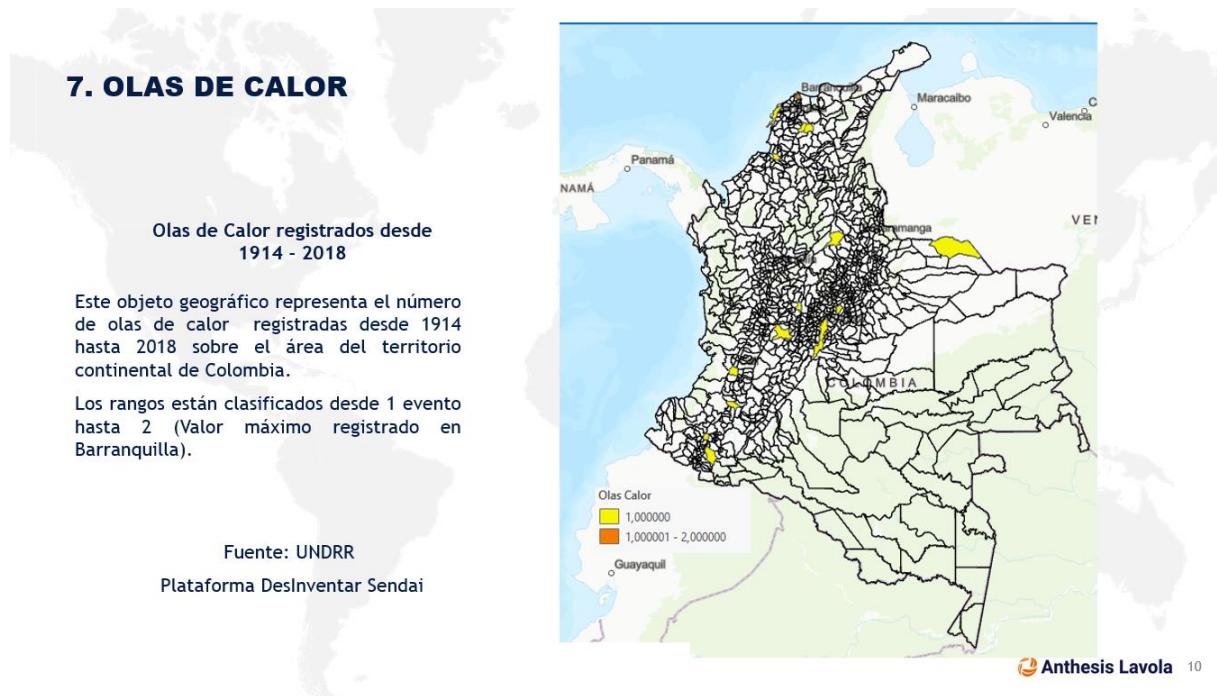 7. OLAS DE CALOR
Olas de Calor registrados desde
1914 - 2018
Este objeto geográfico representa el número
de olas de calor registradas desde 1914
hasta 2018 sobre el área del territorio
continental de Colombia.
Los rangos están clasificados desde 1 evento
hasta 2 (Valor máximo registrado en
Barranquilla).
Fuente: UNDRR
Plataforma DesInventar Sendai
Barranquilla
Maracaibo
Valencia
C
Panamá
NAMÁ
VEN
aramanga
COLOMBIA
Olas Calor
1,000000
1,000001 - 2,000000
Guayaquil
Anthesis Lavola 10